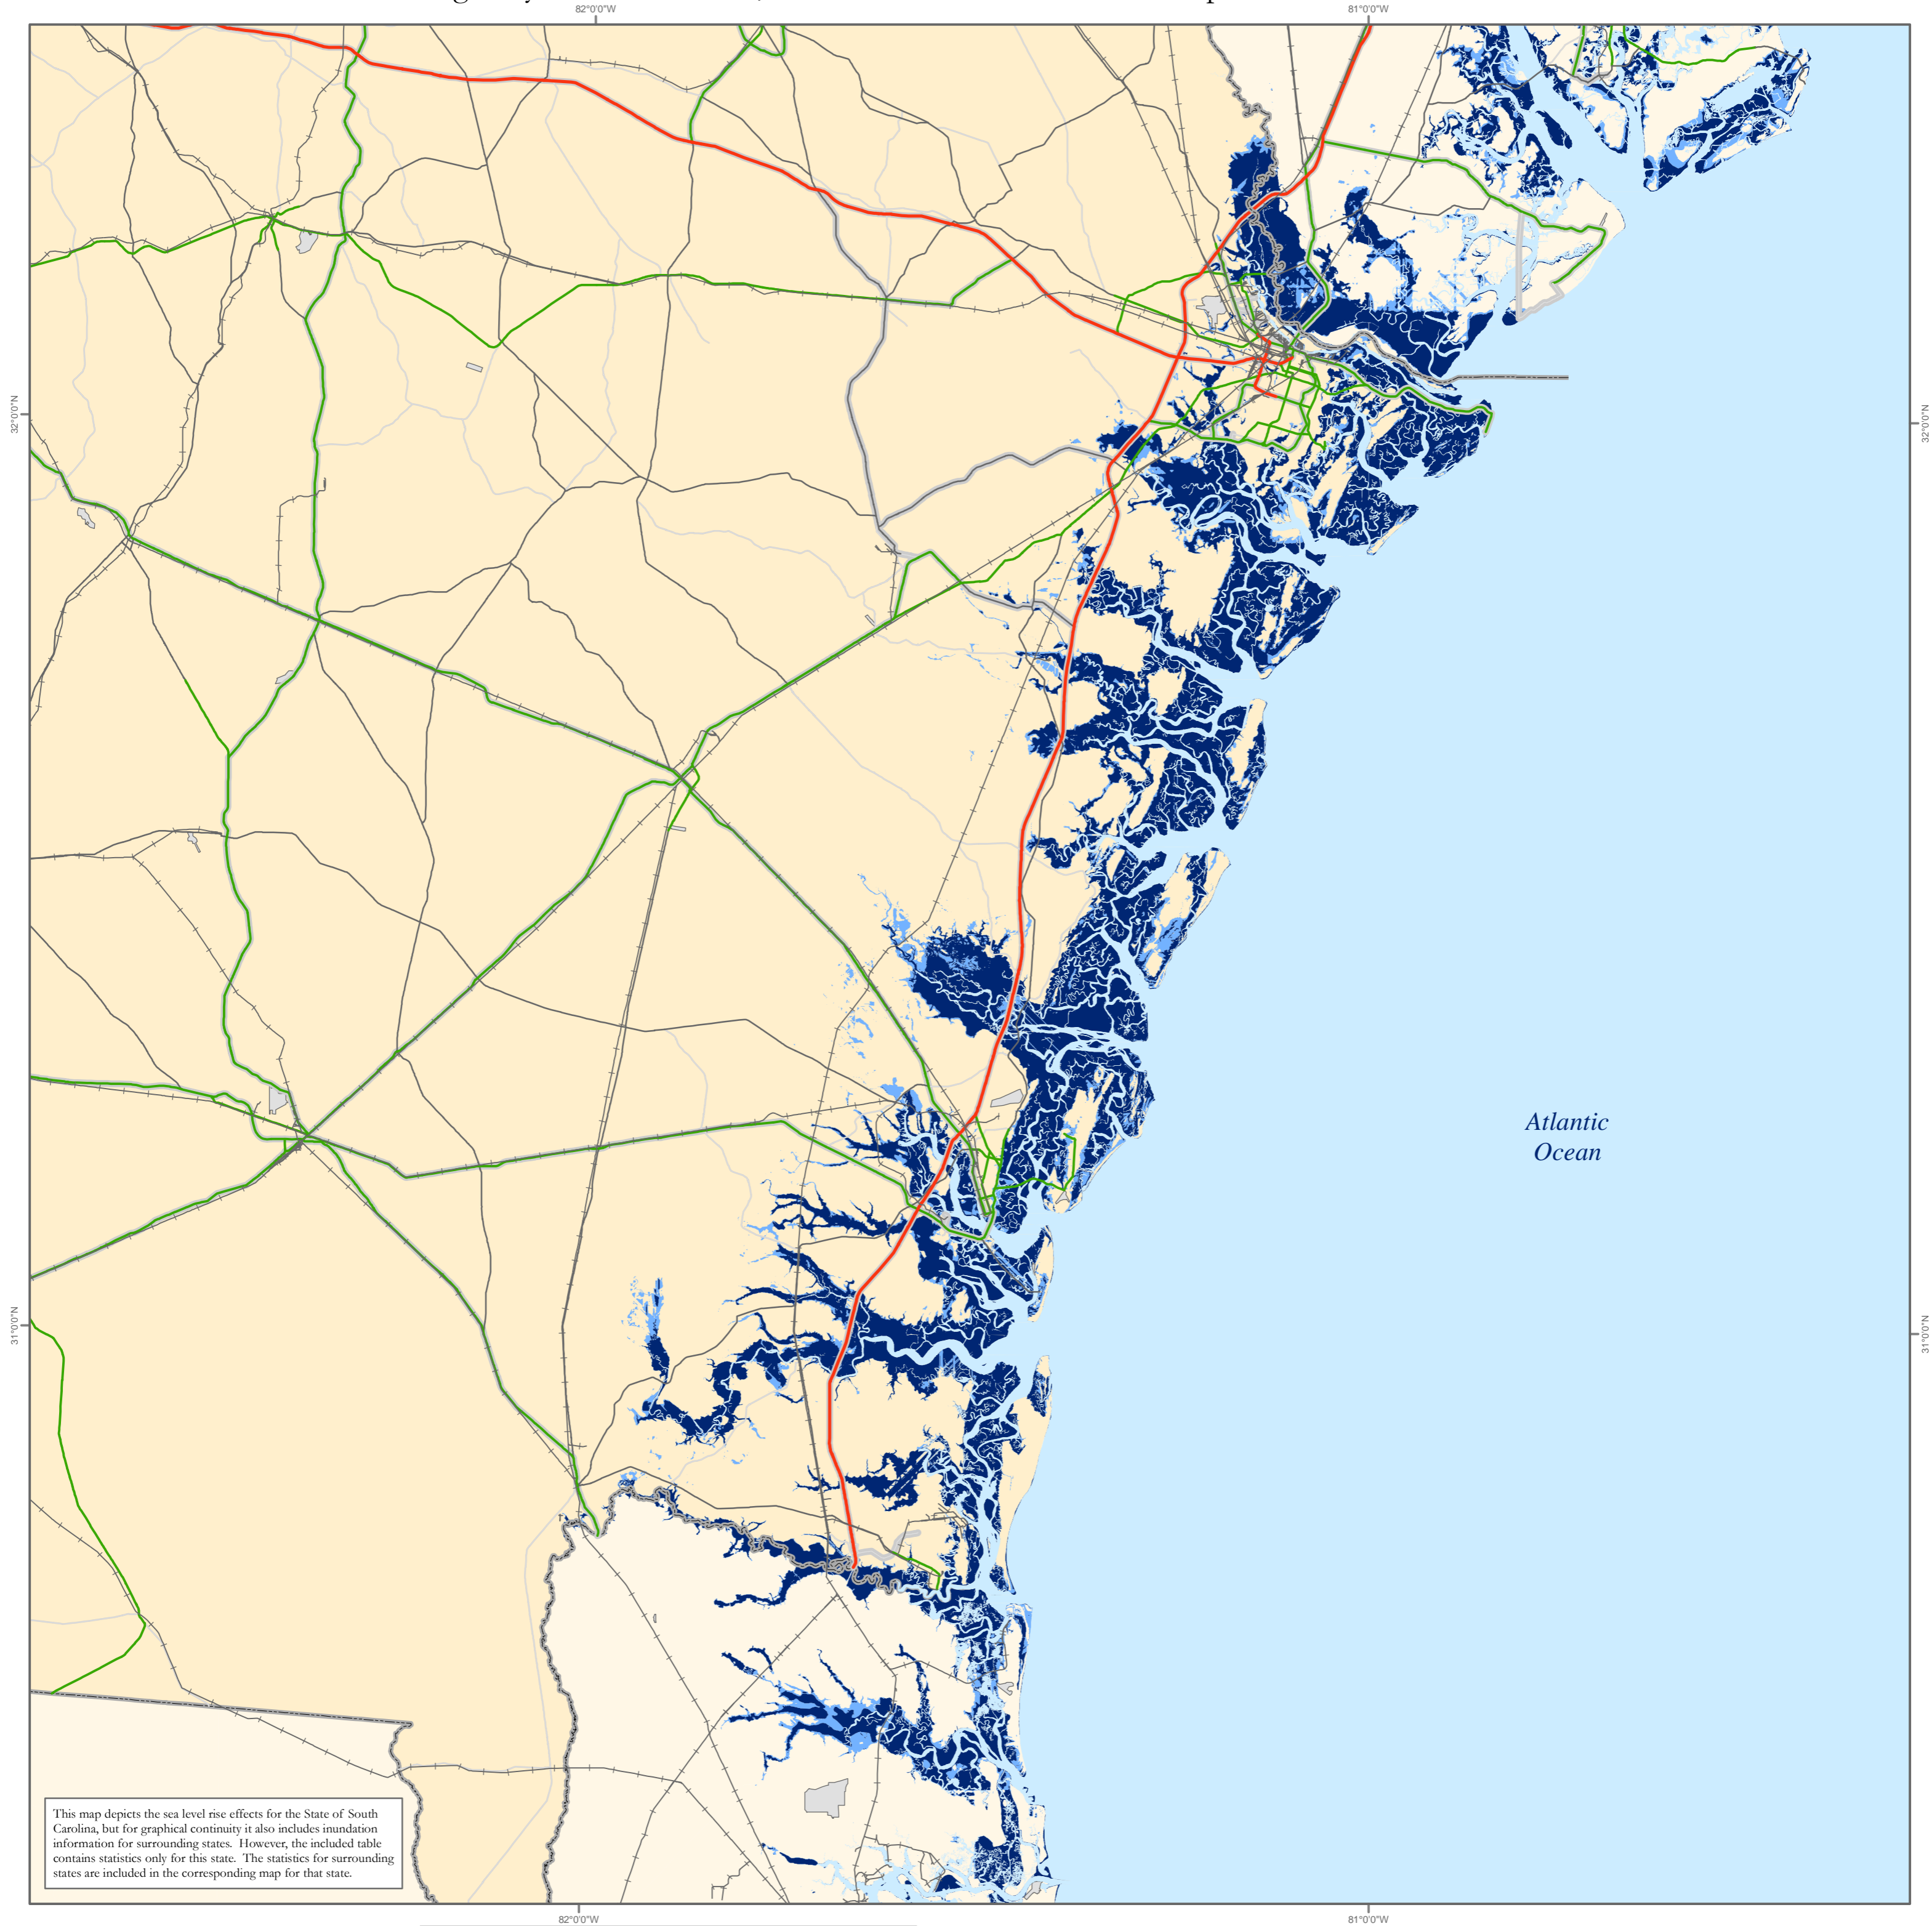 82°0'0"W
81°0'0"W
32°0'0"N
32°0'0"N
Atlantic
Ocean
31°0'0"N
31°0'0"N
This map depicts the sea level rise effects for the State of South
Carolina, but for graphical continuity it also includes inundation
information for surrounding states. However, the included table
contains statistics only for this state. The statistics for surrounding
states are included in the corresponding map for that state.
82°0'0"W
81°0'0"W